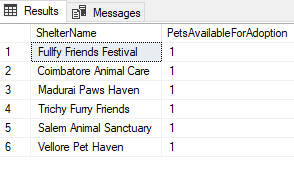 Results Messages
ShelterName PetsAvailableForAdoption
1 Fullfy Friends Festival 1
2 Coimbatore Animal Care 1
3 Madurai Paws Haven 1
4 Trichy Furry Friends 1
5 Salem Animal Sanctuary 1
6 Vellore Pet Haven 1